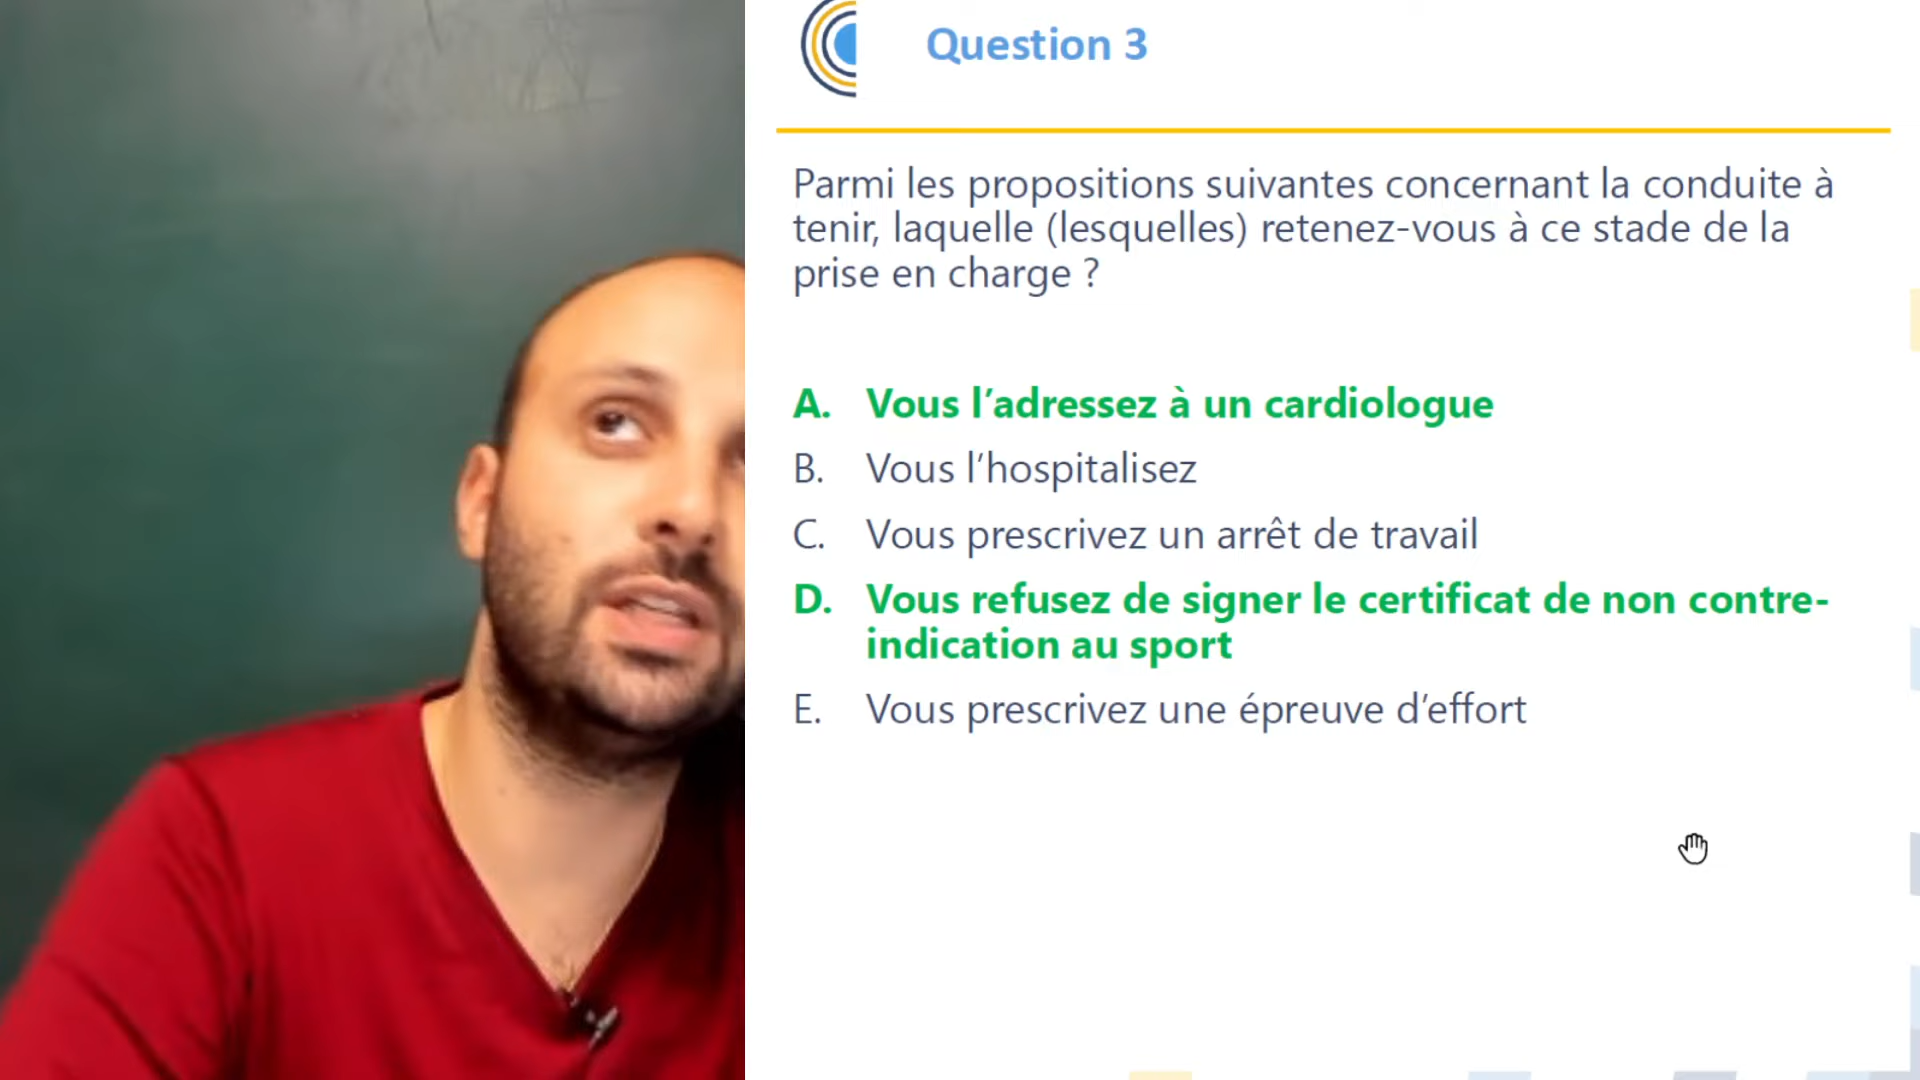 Question 3
Parmi les propositions suivantes concernant la conduite à
tenir, laquelle (lesquelles) retenez-vous à ce stade de la
prise en charge ?
A. Vous l’adressez à un cardiologue
B. Vous l’hospitalisez
C. Vous prescrivez un arrêt de travail
D. Vous refusez de signer le certificat de non contre-
indication au sport
E. Vous prescrivez une épreuve d’effort